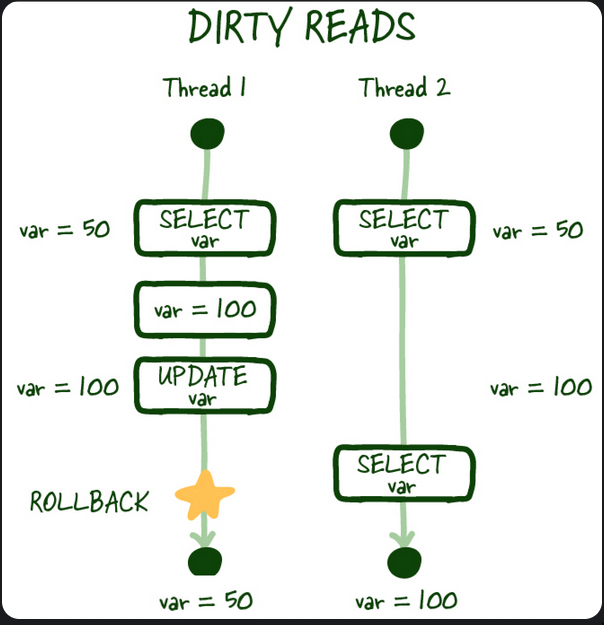 DIRTY READS
Thread 1
Thread 2
var = 50
SELECT
var
SELECT
var
var = 50
var = 100
var = 100
UPDATE
var
var = 100
SELECT
var
ROLLBACK
var = 50
var = 100